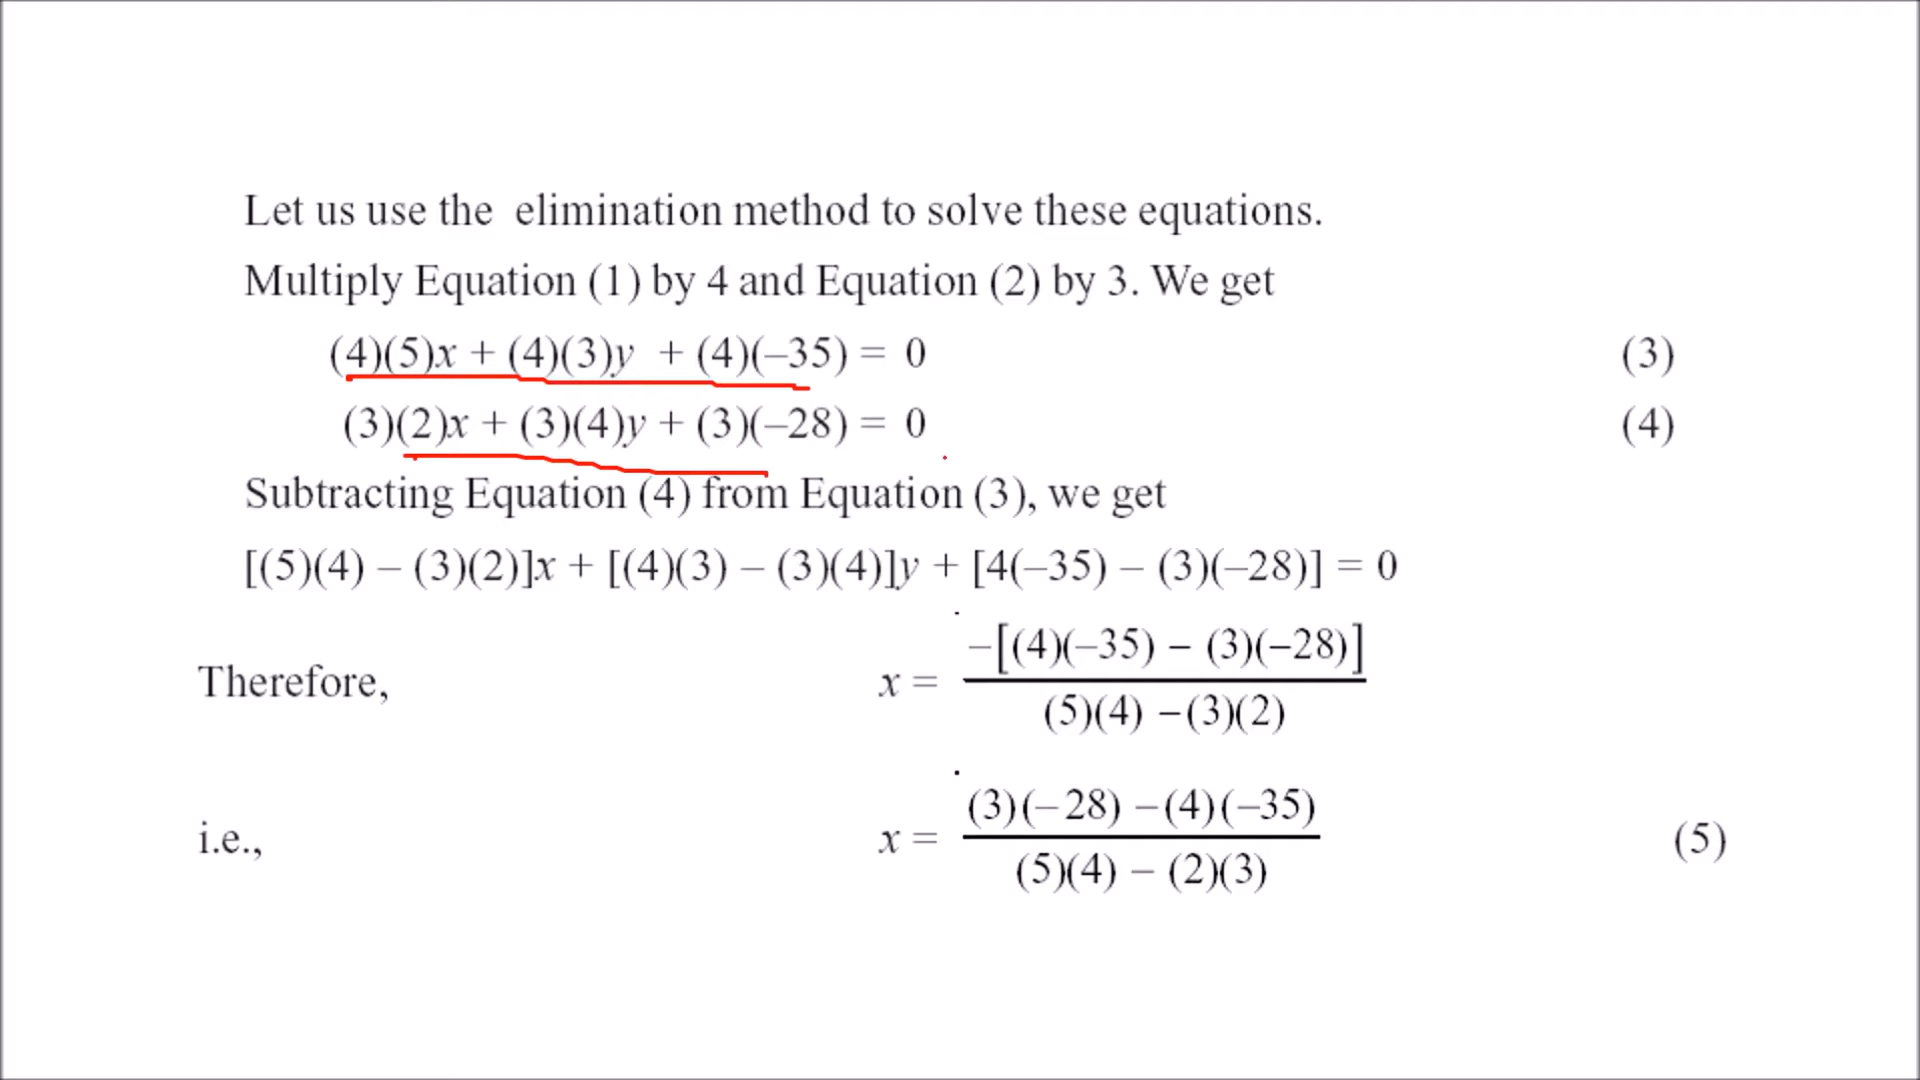 Let us use the elimination method to solve these equations.
Multiply Equation (1) by 4 and Equation (2) by 3. We get
(4)(5)x + (4)(3)y + (4)(–35) = 0 (3)
(3)(2)x + (3)(4)y + (3)(–28) = 0 (4)
Subtracting Equation (4) from Equation (3), we get
[(5)(4) – (3)(2)]x + [(4)(3) – (3)(4)]y + [4(–35) – (3)(–28)] = 0
–[(4)(–35) – (3)(–28)]
Therefore, x =
(5)(4) –(3)(2)
(3)(–28) –(4)(–35)
i.e., x = (5)
(5)(4) – (2)(3)